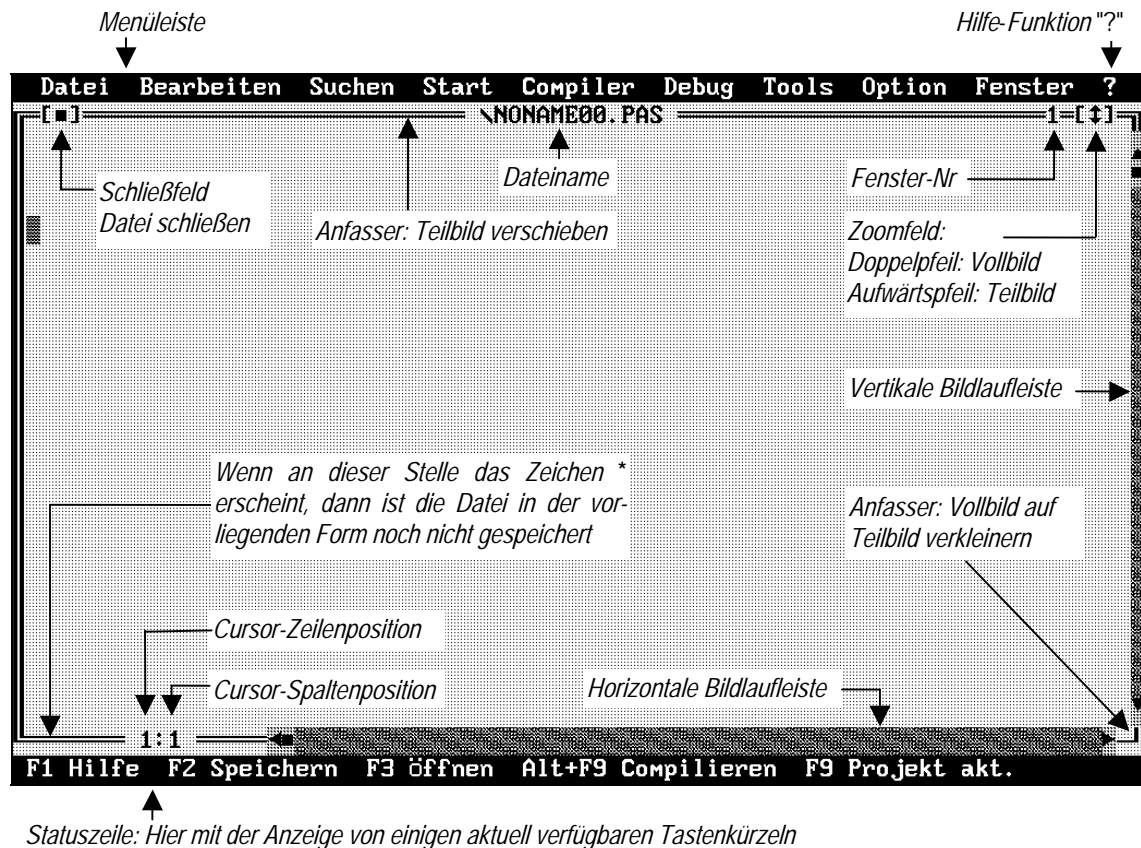 Menüleiste
Hilfe-Funktion "?"
Datei Bearbeiten Suchen Start Compiler Debug Tools Option Fenster ?
[■] \NONAME00.PAS 1=[↕]
Schließfeld
Datei schließen
Anfasser: Teilbild verschieben
Dateiname
Fenster-Nr
Zoomfeld:
Doppelpfeil: Vollbild
Aufwärtspfeil: Teilbild
Vertikale Bildlaufleiste
Wenn an dieser Stelle das Zeichen *
erscheint, dann ist die Datei in der vor-
liegenden Form noch nicht gespeichert
Anfasser: Vollbild auf
Teilbild verkleinern
Cursor-Zeilenposition
Cursor-Spaltenposition
Horizontale Bildlaufleiste
1:1
F1 Hilfe F2 Speichern F3 Öffnen Alt+F9 Compilieren F9 Projekt akt.
Statuszeile: Hier mit der Anzeige von einigen aktuell verfügbaren Tastenkürzeln